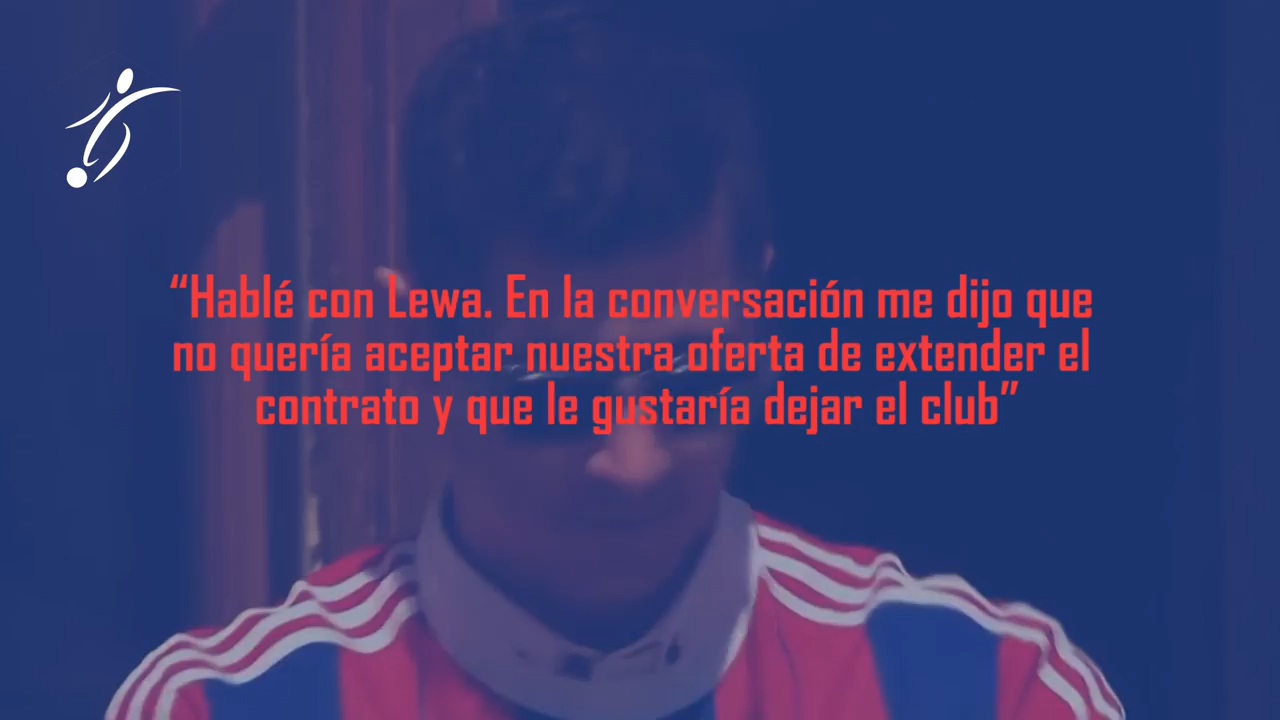 “Hablé con Lewa. En la conversación me dijo que
no quería aceptar nuestra oferta de extender el
contrato y que le gustaría dejar el club”